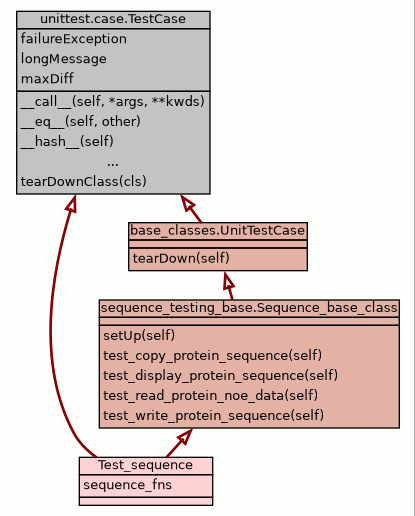 unittest.case.TestCase
failureException
longMessage
maxDiff
__call__(self, *args, **kwds)
__eq__(self, other)
__hash__(self)
...
tearDownClass(cls)
base_classes.UnitTestCase
tearDown(self)
sequence_testing_base.Sequence_base_class
setUp(self)
test_copy_protein_sequence(self)
test_display_protein_sequence(self)
test_read_protein_noe_data(self)
test_write_protein_sequence(self)
Test_sequence
sequence_fns